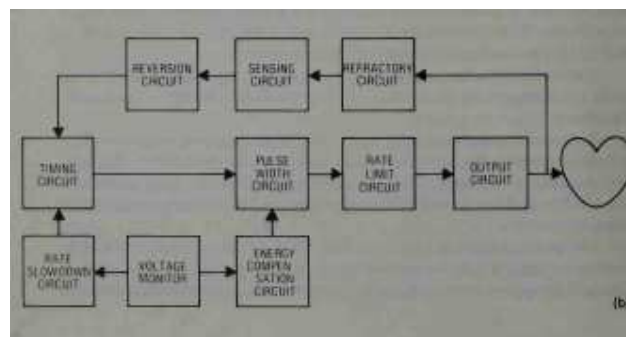 REVERSION
CIRCUIT
SENSING
CIRCUIT
REFRACTORY
CIRCUIT
TIMING
CIRCUIT
PULSE
WIDTH
CIRCUIT
RATE
LIMIT
CIRCUIT
OUTPUT
CIRCUIT
RATE
SLOWDOWN
CIRCUIT
VOLTAGE
MONITOR
ENERGY
COMPEN
SATION
CIRCUIT
(b